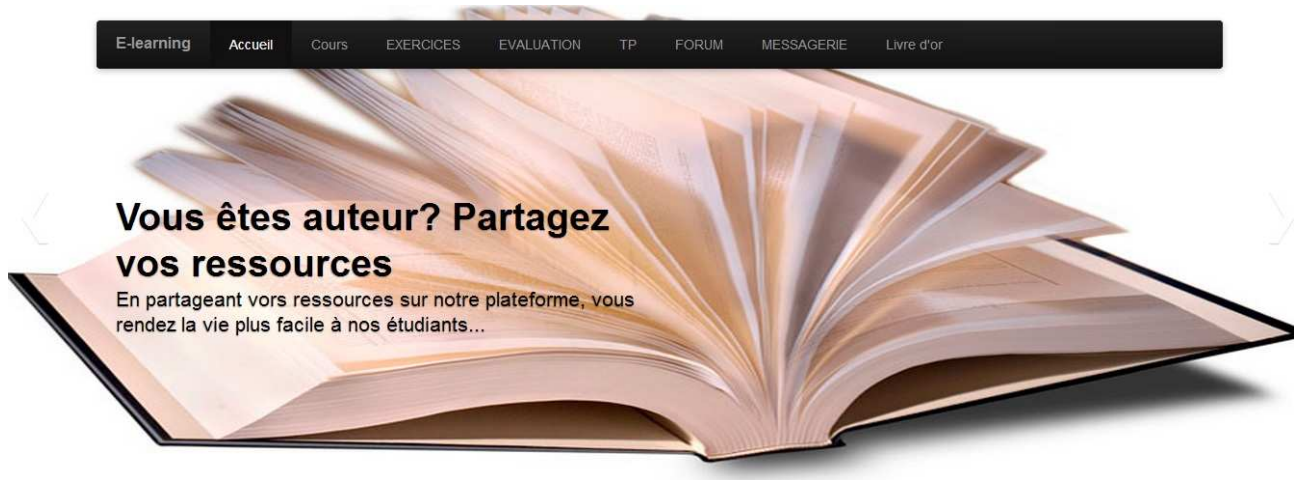 E-learning Accueil Cours EXERCICES EVALUATION TP FORUM MESSAGERIE Livre d'or
Vous êtes auteur? Partagez
vos ressources
En partageant vors ressources sur notre plateforme, vous
rendez la vie plus facile à nos étudiants...